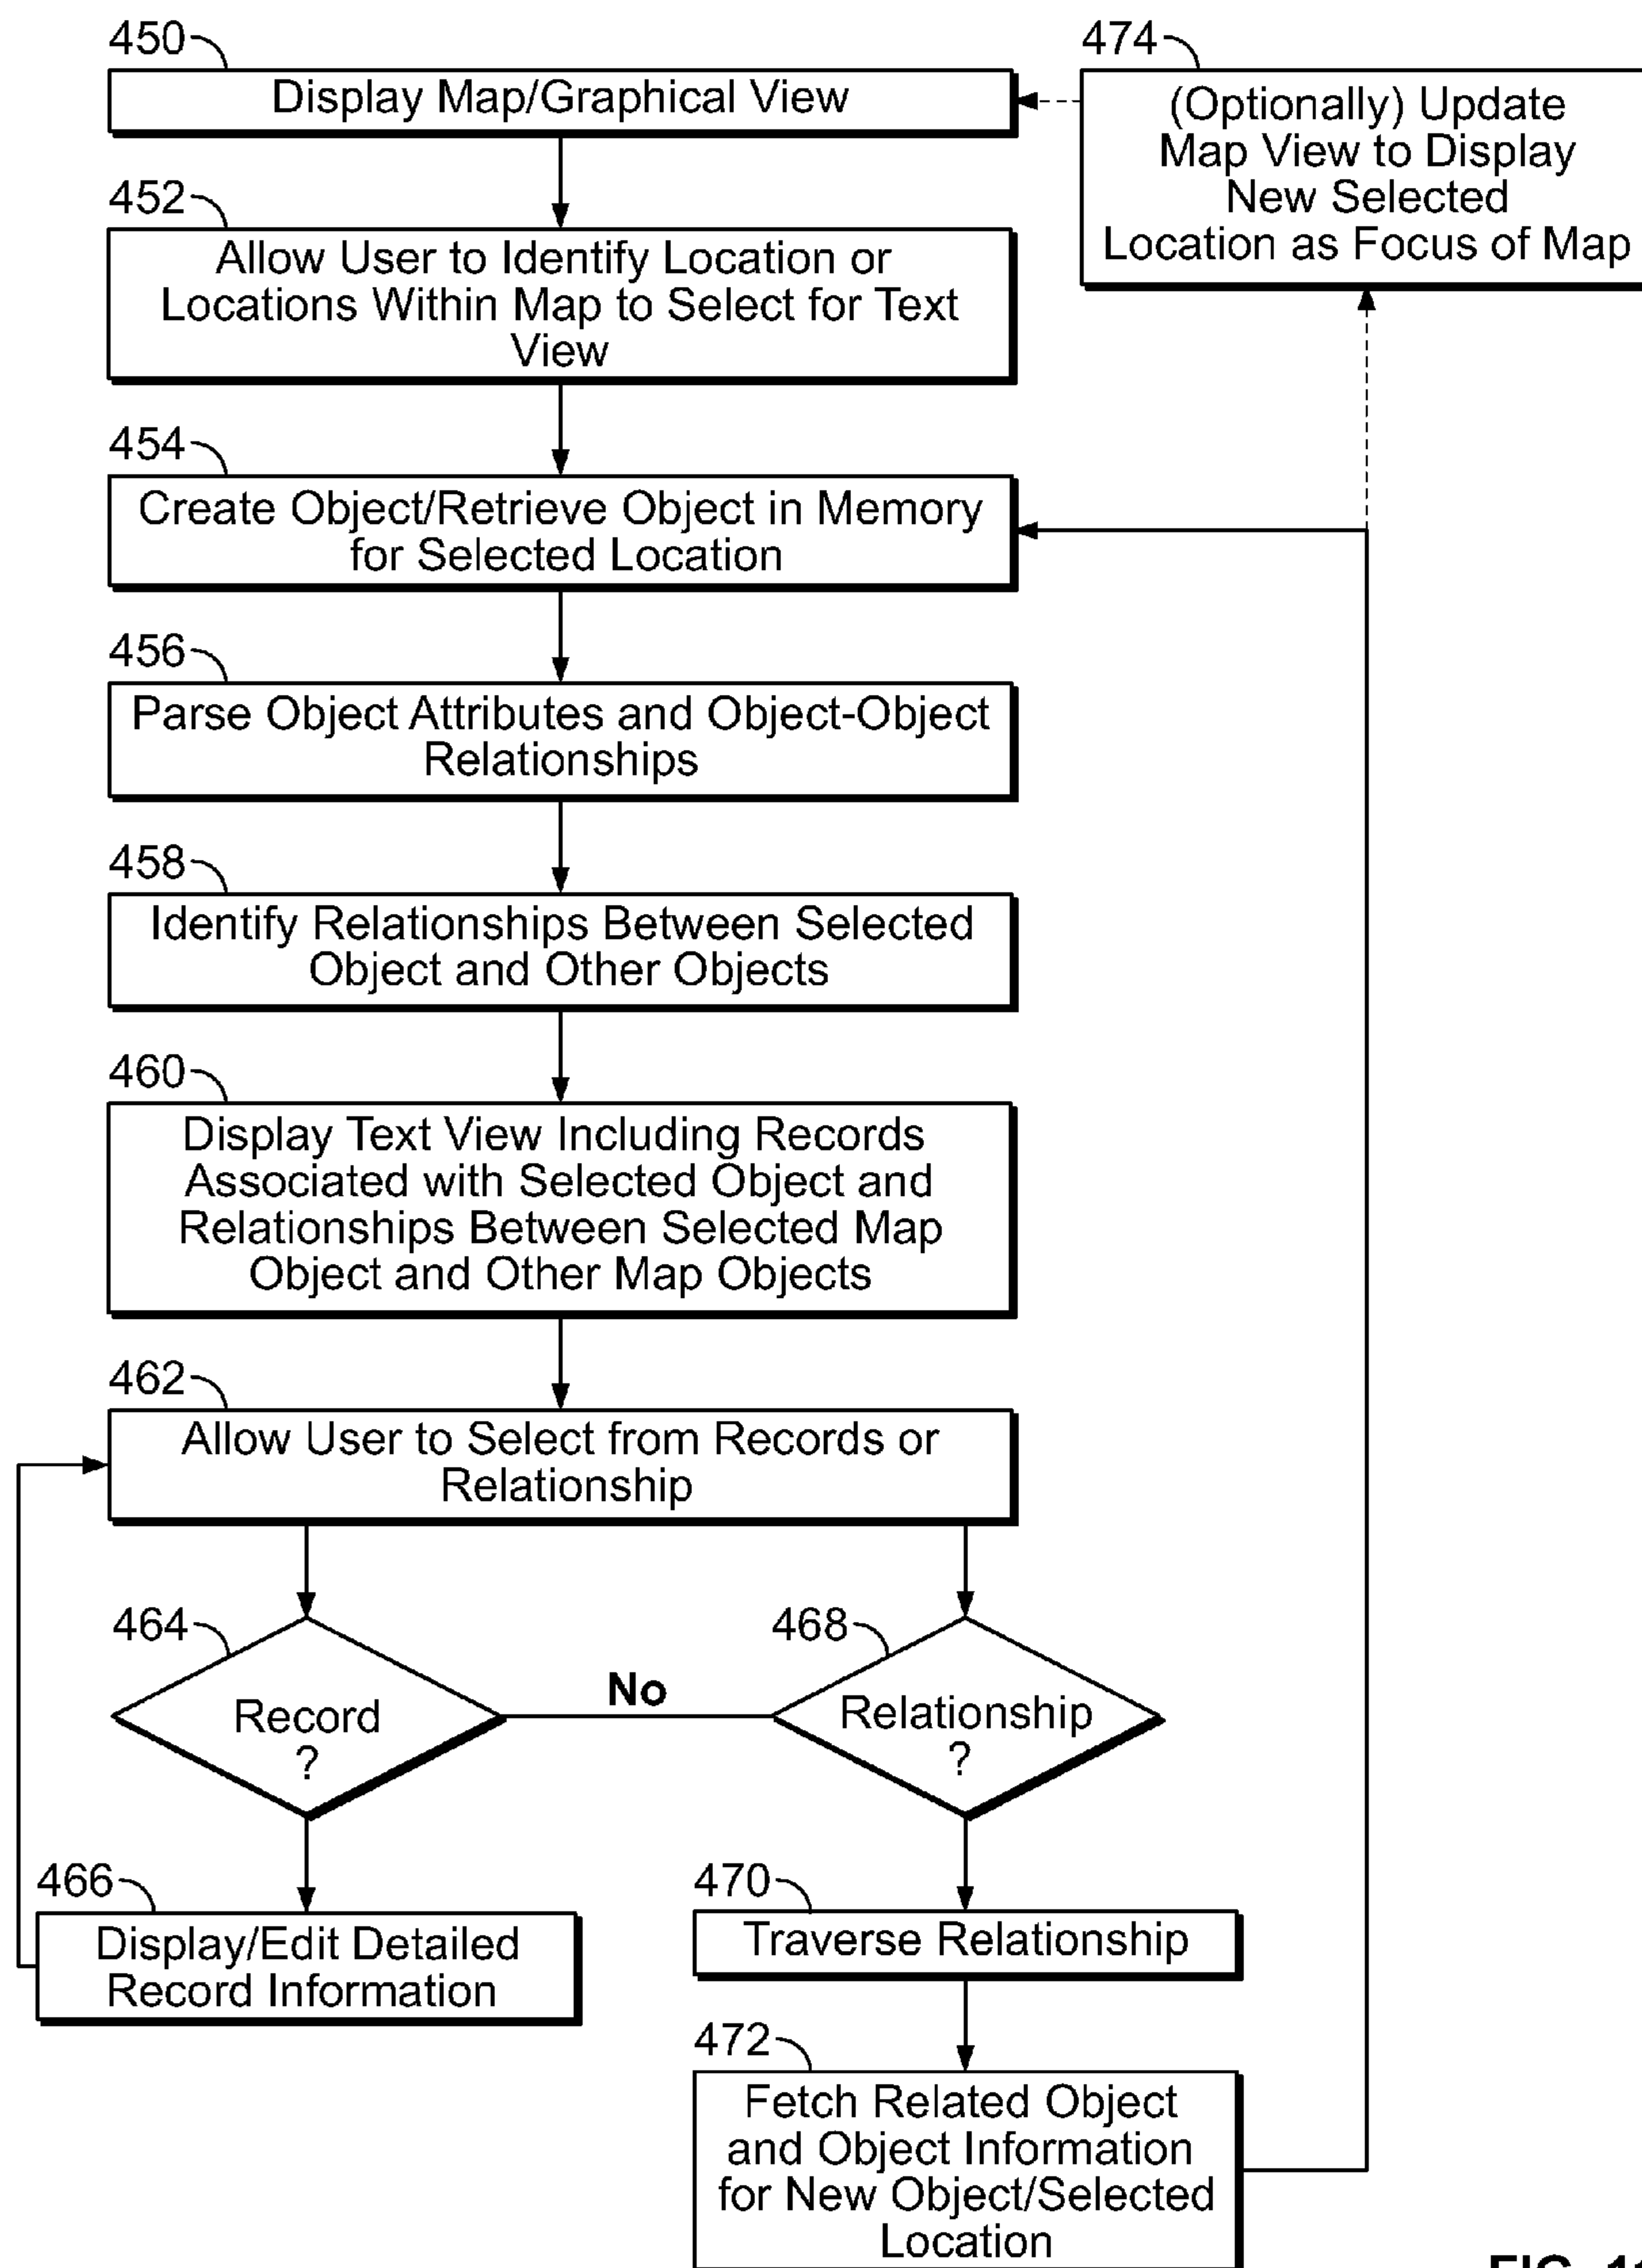 450
Display Map/Graphical View
474
(Optionally) Update
Map View to Display
New Selected
Location as Focus of Map
452
Allow User to Identify Location or
Locations Within Map to Select for Text
View
454
Create Object/Retrieve Object in Memory
for Selected Location
456
Parse Object Attributes and Object-Object
Relationships
458
Identify Relationships Between Selected
Object and Other Objects
460
Display Text View Including Records
Associated with Selected Object and
Relationships Between Selected Map
Object and Other Map Objects
462
Allow User to Select from Records or
Relationship
464
Record
?
No
468
Relationship
?
466
Display/Edit Detailed
Record Information
470
Traverse Relationship
472
Fetch Related Object
and Object Information
for New Object/Selected
Location
FIG.